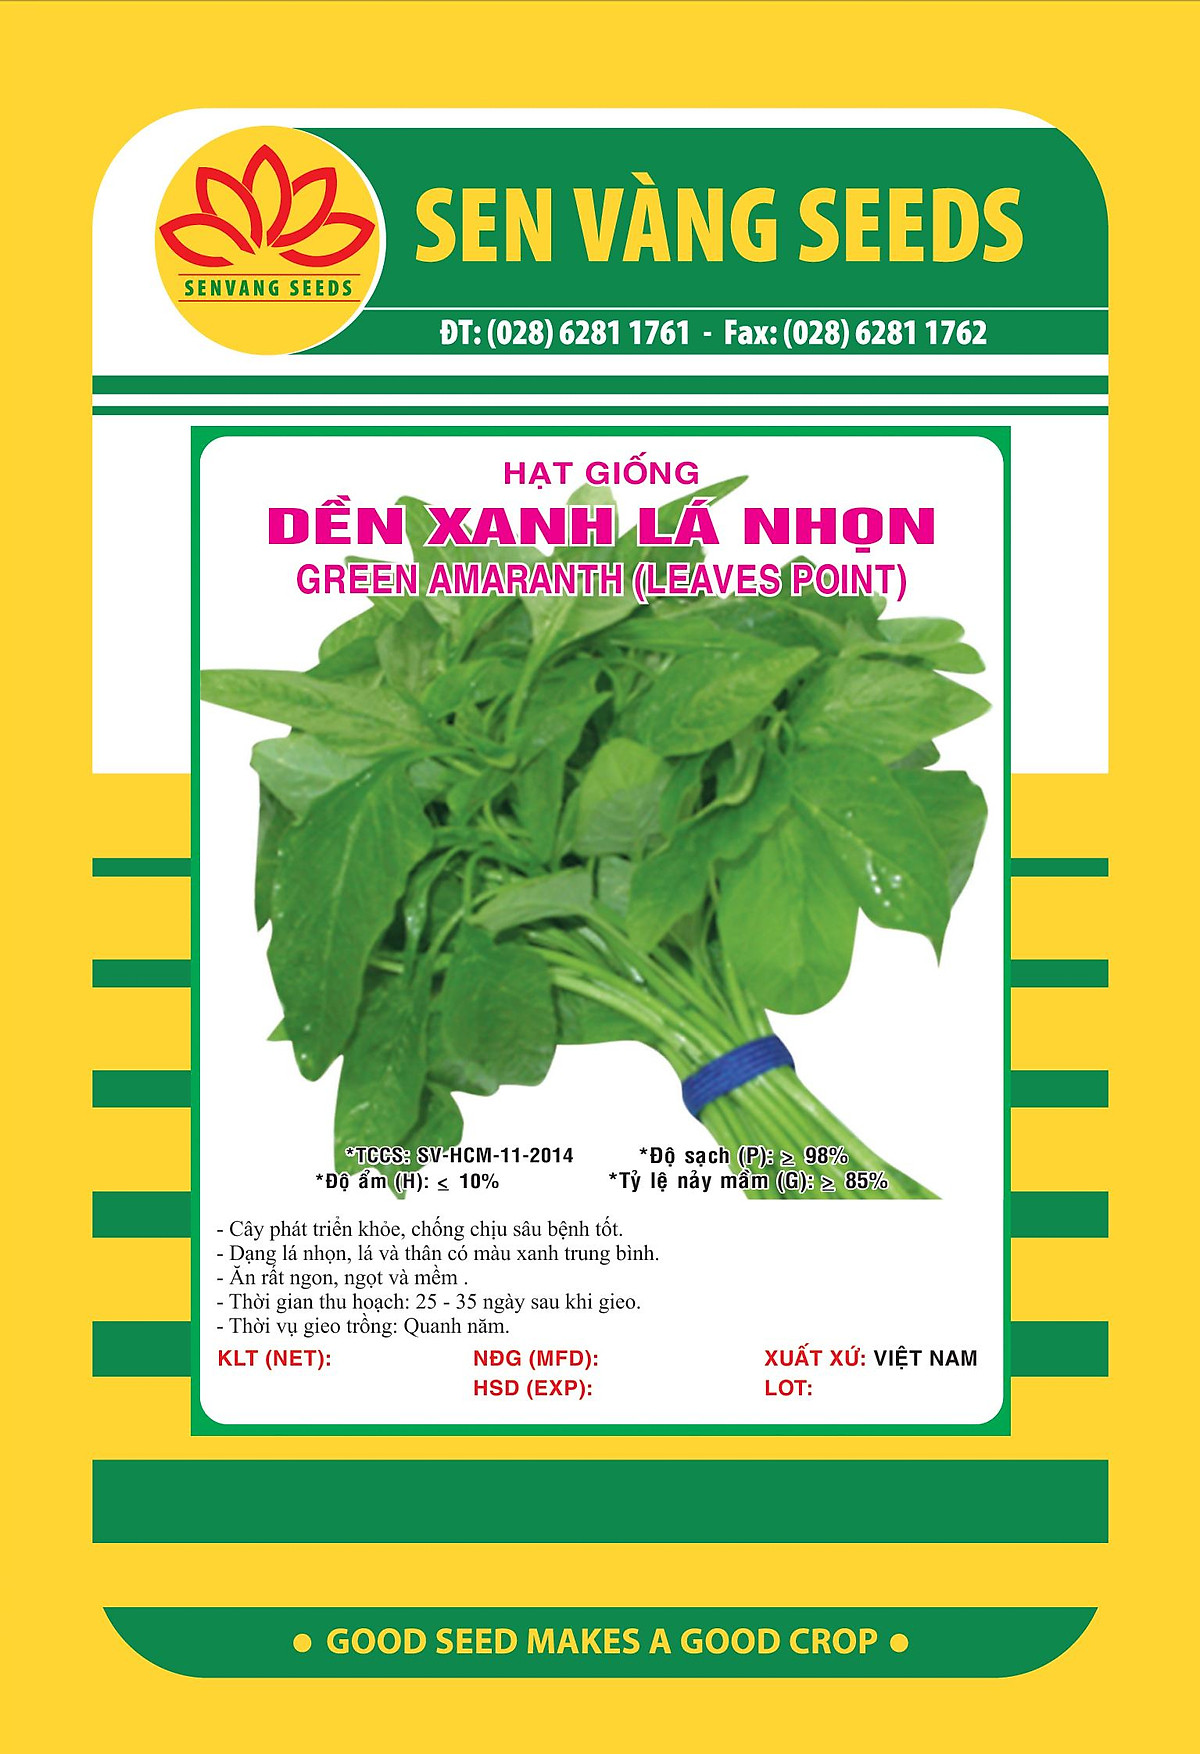 SEN VÀNG SEEDS
SENVANG SEEDS
ĐT: (028) 6281 1761 - Fax: (028) 6281 1762
HẠT GIỐNG
DỀN XANH LÁ NHỌN
GREEN AMARANTH (LEAVES POINT)
*TCCS: SV-HCM-11-2014 *Độ sạch (P): ≥ 98%
*Độ ẩm (H): ≤ 10% *Tỷ lệ nảy mầm (G): ≥ 85%
- Cây phát triển khỏe, chống chịu sâu bệnh tốt.
- Dạng lá nhọn, lá và thân có màu xanh trung bình.
- Ăn rất ngon, ngọt và mềm .
- Thời gian thu hoạch: 25 - 35 ngày sau khi gieo.
- Thời vụ gieo trồng: Quanh năm.
KLT (NET): NĐG (MFD): XUẤT XỨ: VIỆT NAM
HSD (EXP): LOT:
● GOOD SEED MAKES A GOOD CROP ●